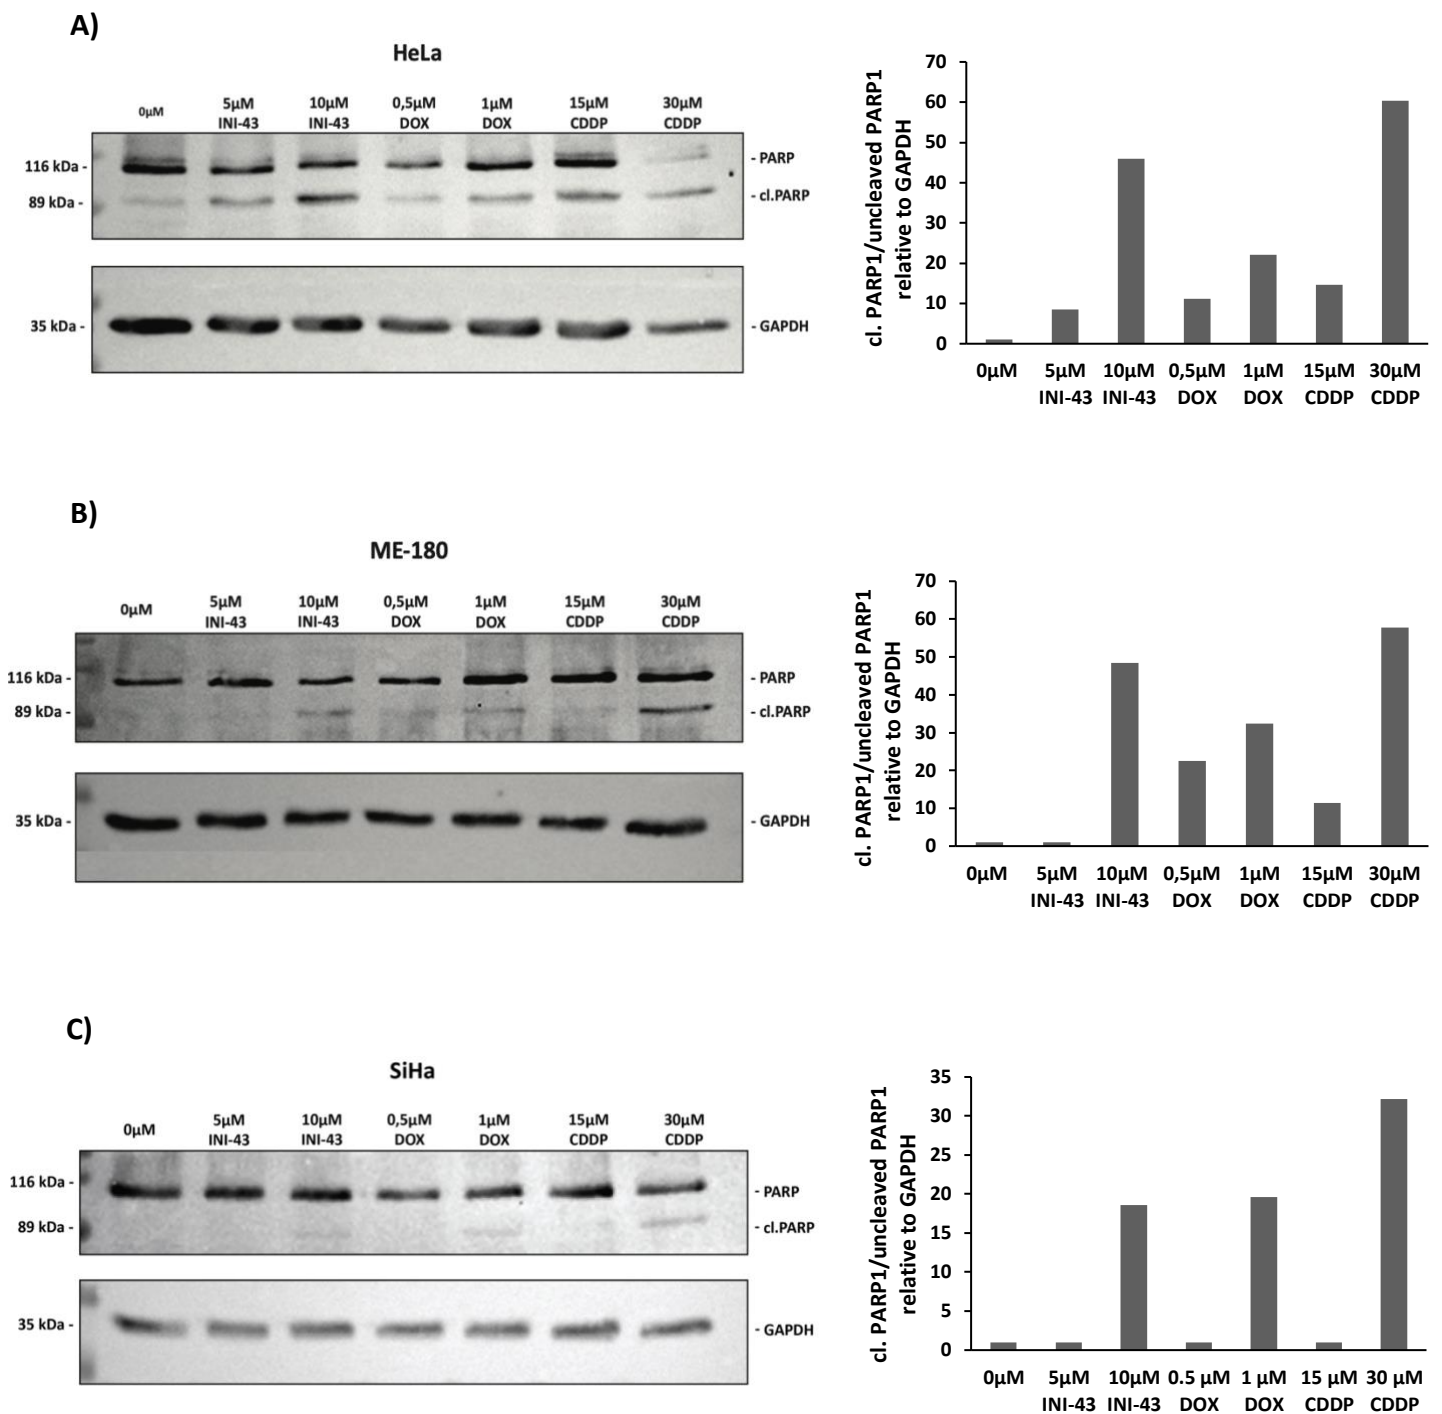 A)
HeLa
0µM
5µM
INI-43
10µM
INI-43
0,5µM
DOX
1µM
DOX
15µM
CDDP
30µM
CDDP
116 kDa -
89 kDa -
- PARP
- cl.PARP
35 kDa -
- GAPDH
cl. PARP1/uncleaved PARP1
relative to GAPDH
70
60
50
40
30
20
10
0
0µM
5µM
INI-43
10µM
INI-43
0,5µM
DOX
1µM
DOX
15µM
CDDP
30µM
CDDP
B)
ME-180
0µM
5µM
INI-43
10µM
INI-43
0,5µM
DOX
1µM
DOX
15µM
CDDP
30µM
CDDP
116 kDa -
89 kDa -
- PARP
- cl.PARP
35 kDa -
- GAPDH
cl. PARP1/uncleaved PARP1
relative to GAPDH
70
60
50
40
30
20
10
0
0µM
5µM
INI-43
10µM
INI-43
0,5µM
DOX
1µM
DOX
15µM
CDDP
30µM
CDDP
C)
SiHa
0µM
5µM
INI-43
10µM
INI-43
0,5µM
DOX
1µM
DOX
15µM
CDDP
30µM
CDDP
116 kDa -
89 kDa -
- PARP
- cl.PARP
35 kDa -
- GAPDH
cl. PARP1/uncleaved PARP1
relative to GAPDH
35
30
25
20
15
10
5
0
0µM
5µM
INI-43
10µM
INI-43
0.5 µM
DOX
1 µM
DOX
15 µM
CDDP
30 µM
CDDP